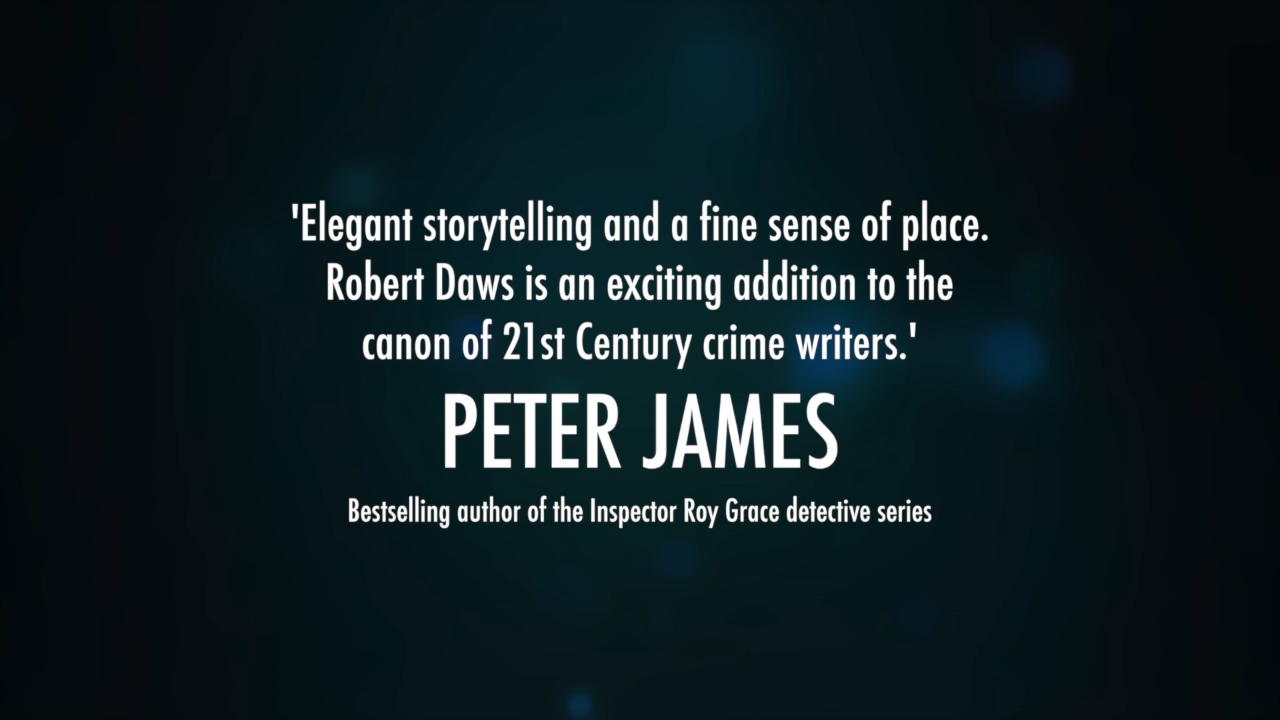 'Elegant storytelling and a fine sense of place.
Robert Daws is an exciting addition to the
canon of 21st Century crime writers.'
PETER JAMES
Bestselling author of the Inspector Roy Grace detective series